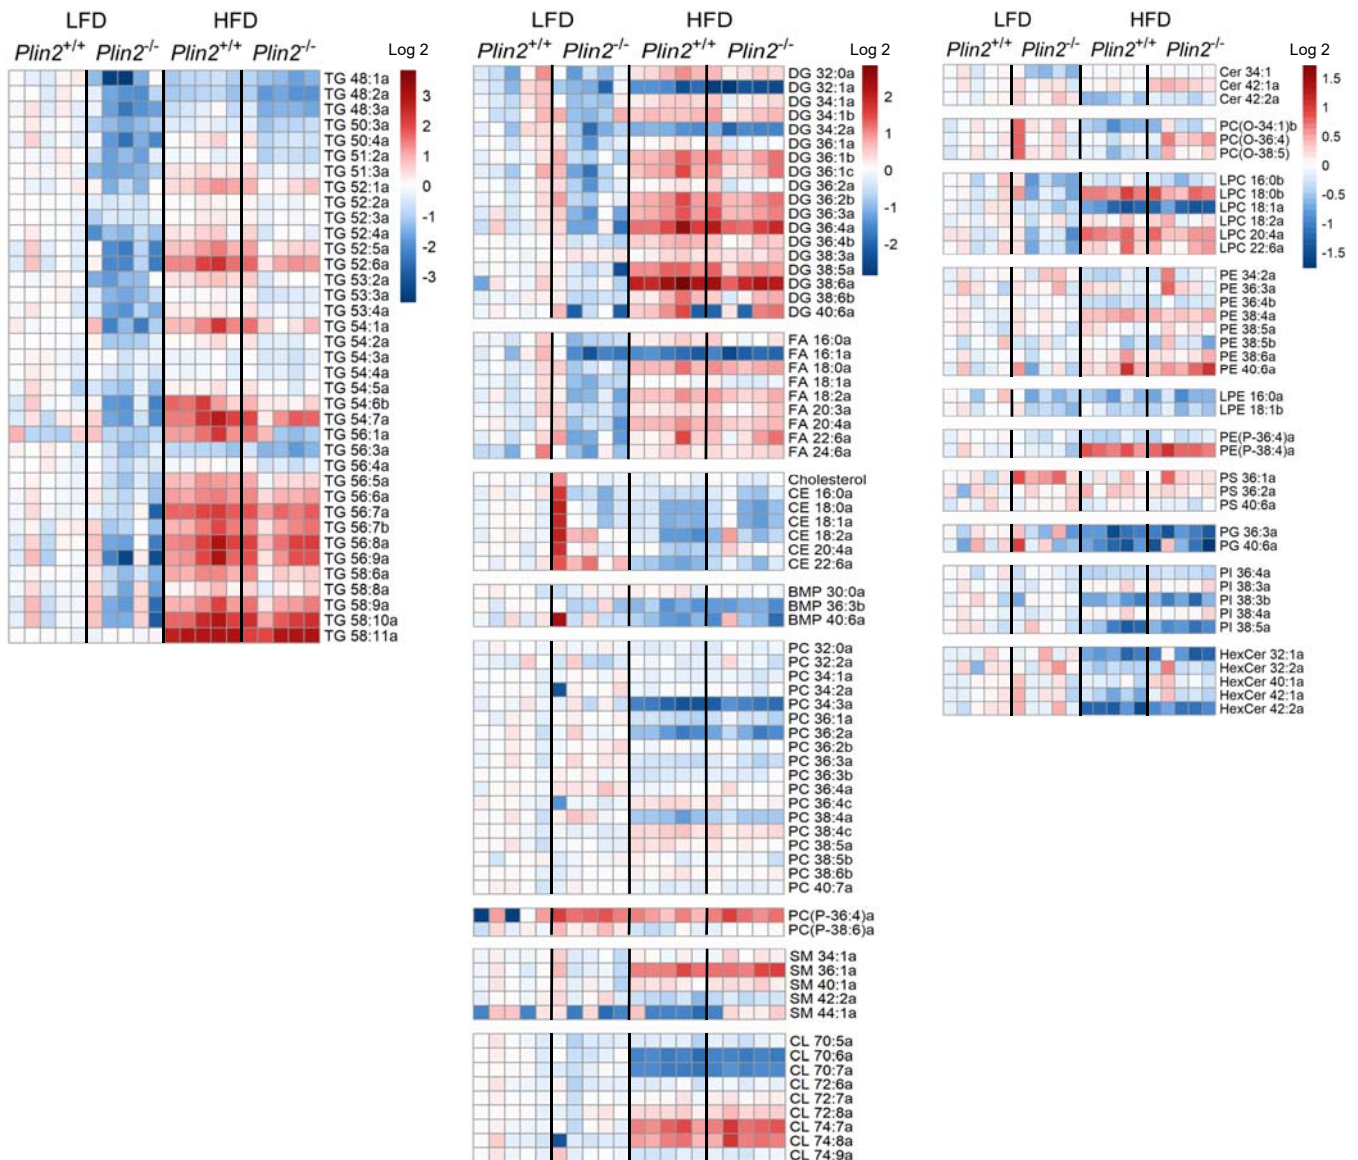 LFD HFD
Plin2+/+ Plin2-/- Plin2+/+ Plin2-/- Log 2
TG 48:1a
TG 48:2a
TG 48:3a
TG 50:3a
TG 50:4a
TG 51:2a
TG 51:3a
TG 52:1a
TG 52:2a
TG 52:3a
TG 52:4a
TG 52:5a
TG 52:6a
TG 53:2a
TG 53:3a
TG 53:4a
TG 54:1a
TG 54:2a
TG 54:3a
TG 54:4a
TG 54:5a
TG 54:6b
TG 54:7a
TG 56:1a
TG 56:3a
TG 56:4a
TG 56:5a
TG 56:6a
TG 56:7a
TG 56:7b
TG 56:8a
TG 56:9a
TG 58:6a
TG 58:8a
TG 58:9a
TG 58:10a
TG 58:11a
3
2
1
0
-1
-2
-3
LFD HFD
Plin2+/+ Plin2-/- Plin2+/+ Plin2-/- Log 2
DG 32:0a
DG 32:1a
DG 34:1a
DG 34:1b
DG 34:2a
DG 36:1a
DG 36:1b
DG 36:1c
DG 36:2a
DG 36:2b
DG 36:3a
DG 36:4a
DG 36:4b
DG 38:3a
DG 38:5a
DG 38:6a
DG 38:6b
DG 40:6a
2
1
0
-1
-2
FA 16:0a
FA 16:1a
FA 18:0a
FA 18:1a
FA 18:2a
FA 20:3a
FA 20:4a
FA 22:6a
FA 24:6a
Cholesterol
CE 16:0a
CE 18:0a
CE 18:1a
CE 18:2a
CE 20:4a
CE 22:6a
BMP 30:0a
BMP 36:3b
BMP 40:6a
PC 32:0a
PC 32:2a
PC 34:1a
PC 34:2a
PC 34:3a
PC 36:1a
PC 36:2a
PC 36:2b
PC 36:3a
PC 36:3b
PC 36:4a
PC 36:4c
PC 38:4a
PC 38:4c
PC 38:5a
PC 38:5b
PC 38:6b
PC 40:7a
PC(P-36:4)a
PC(P-38:6)a
SM 34:1a
SM 36:1a
SM 40:1a
SM 42:2a
SM 44:1a
CL 70:5a
CL 70:6a
CL 70:7a
CL 72:6a
CL 72:7a
CL 72:8a
CL 74:7a
CL 74:8a
CL 74:9a
LFD HFD
Plin2+/+ Plin2-/- Plin2+/+ Plin2-/- Log 2
Cer 34:1
Cer 42:1a
Cer 42:2a
PC(O-34:1)b
PC(O-36:4)
PC(O-38:5)
LPC 16:0b
LPC 18:0b
LPC 18:1a
LPC 18:2a
LPC 20:4a
LPC 22:6a
1.5
1
0.5
0
-0.5
-1
-1.5
PE 34:2a
PE 36:3a
PE 36:4b
PE 38:4a
PE 38:5a
PE 38:5b
PE 38:6a
PE 40:6a
LPE 16:0a
LPE 18:1b
PE(P-36:4)a
PE(P-38:4)a
PS 36:1a
PS 36:2a
PS 40:6a
PG 36:3a
PG 40:6a
PI 36:4a
PI 38:3a
PI 38:3b
PI 38:4a
PI 38:5a
HexCer 32:1a
HexCer 32:2a
HexCer 40:1a
HexCer 42:1a
HexCer 42:2a